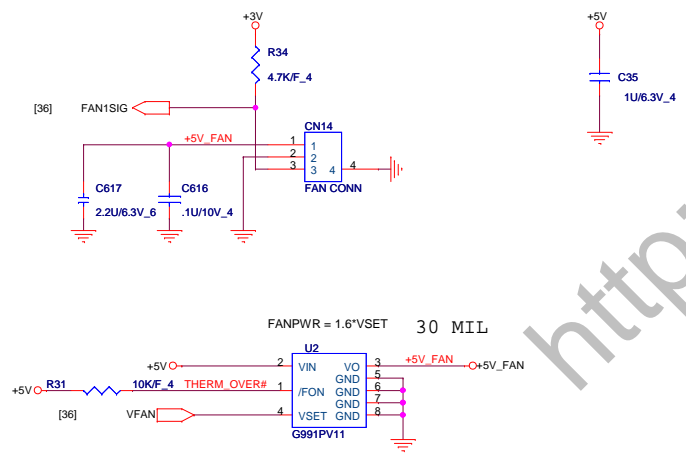 +3V
+5V
R34
4.7K/F_4
C35
1U/6.3V_4
[36] FAN1SIG
CN14
+5V_FAN 1 1
2 2
3 3 4 4
FAN CONN
C617 C616
2.2U/6.3V_6 .1U/10V_4
FANPWR = 1.6*VSET 30 MIL
U2
+5V 2 VIN VO 3 +5V_FAN +5V_FAN
GND 5
+5V R31 10K/F_4 THERM_OVER# 1 /FON GND 6
GND 7
[36] VFAN 4 VSET GND 8
G991PV11
http